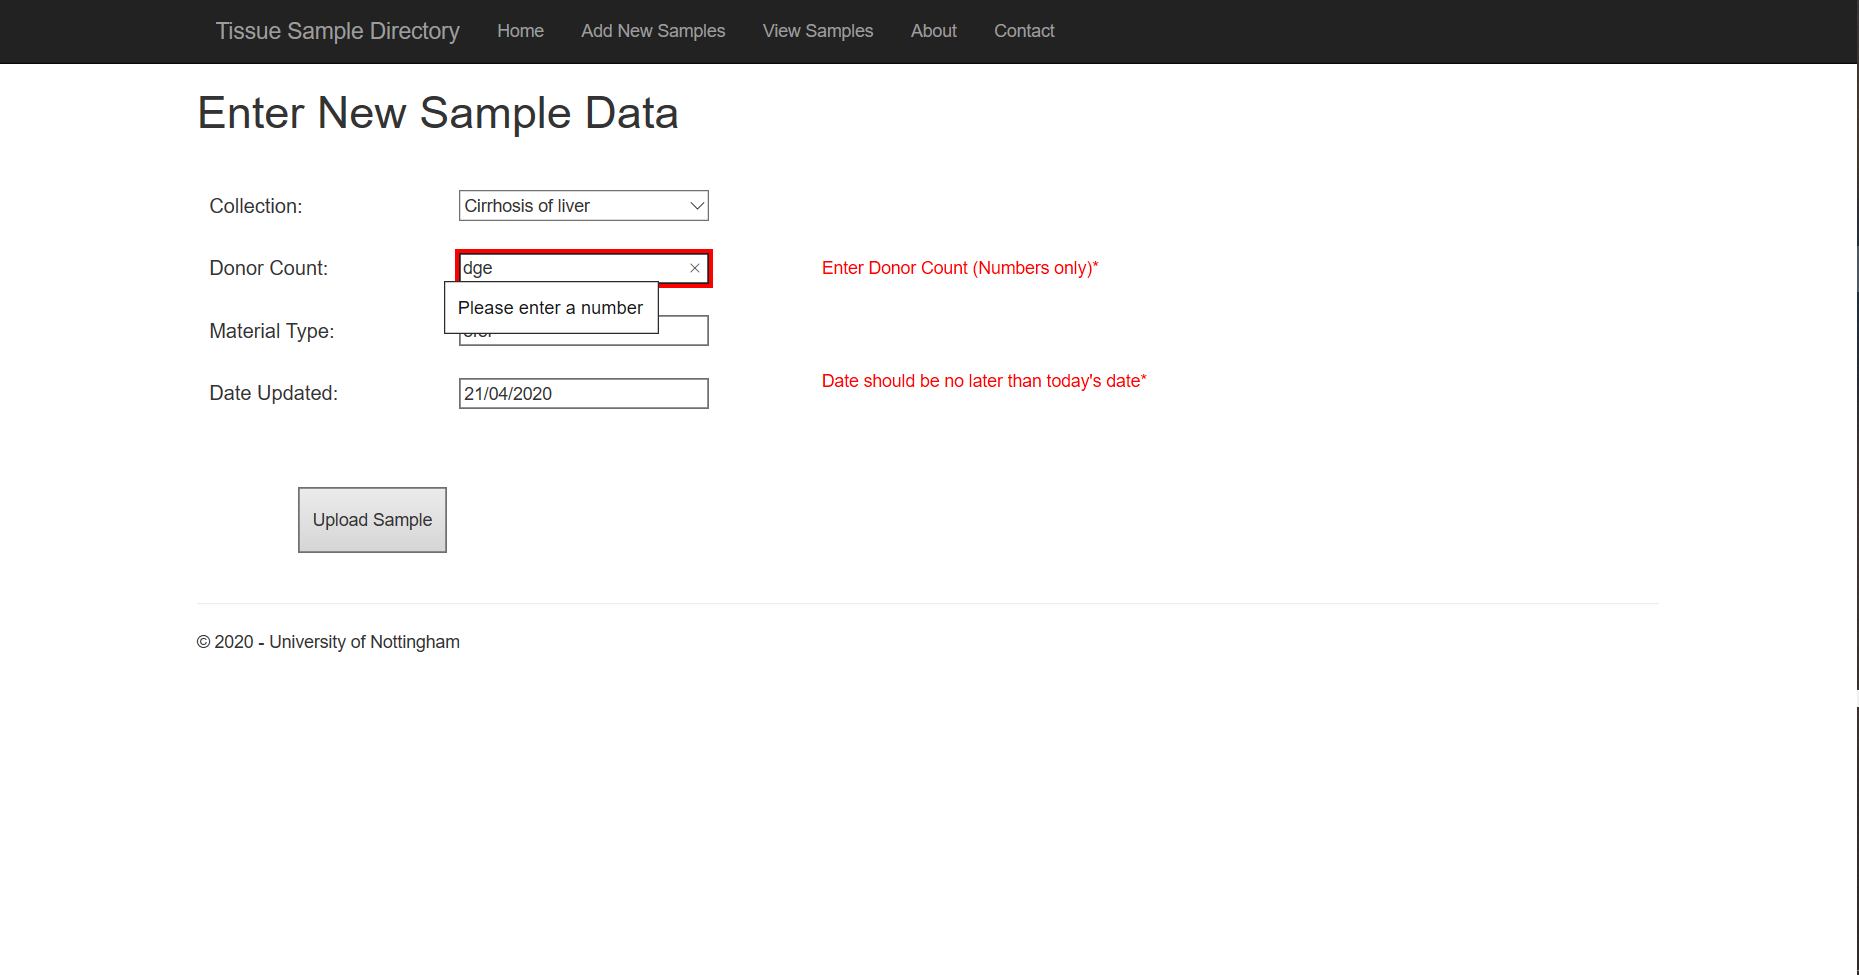 Tissue Sample Directory Home Add New Samples View Samples About Contact
Enter New Sample Data
Collection: Cirrhosis of liver
Donor Count: dge Enter Donor Count (Numbers only)*
Please enter a number
Material Type:
Date should be no later than today's date*
Date Updated: 21/04/2020
Upload Sample
© 2020 - University of Nottingham